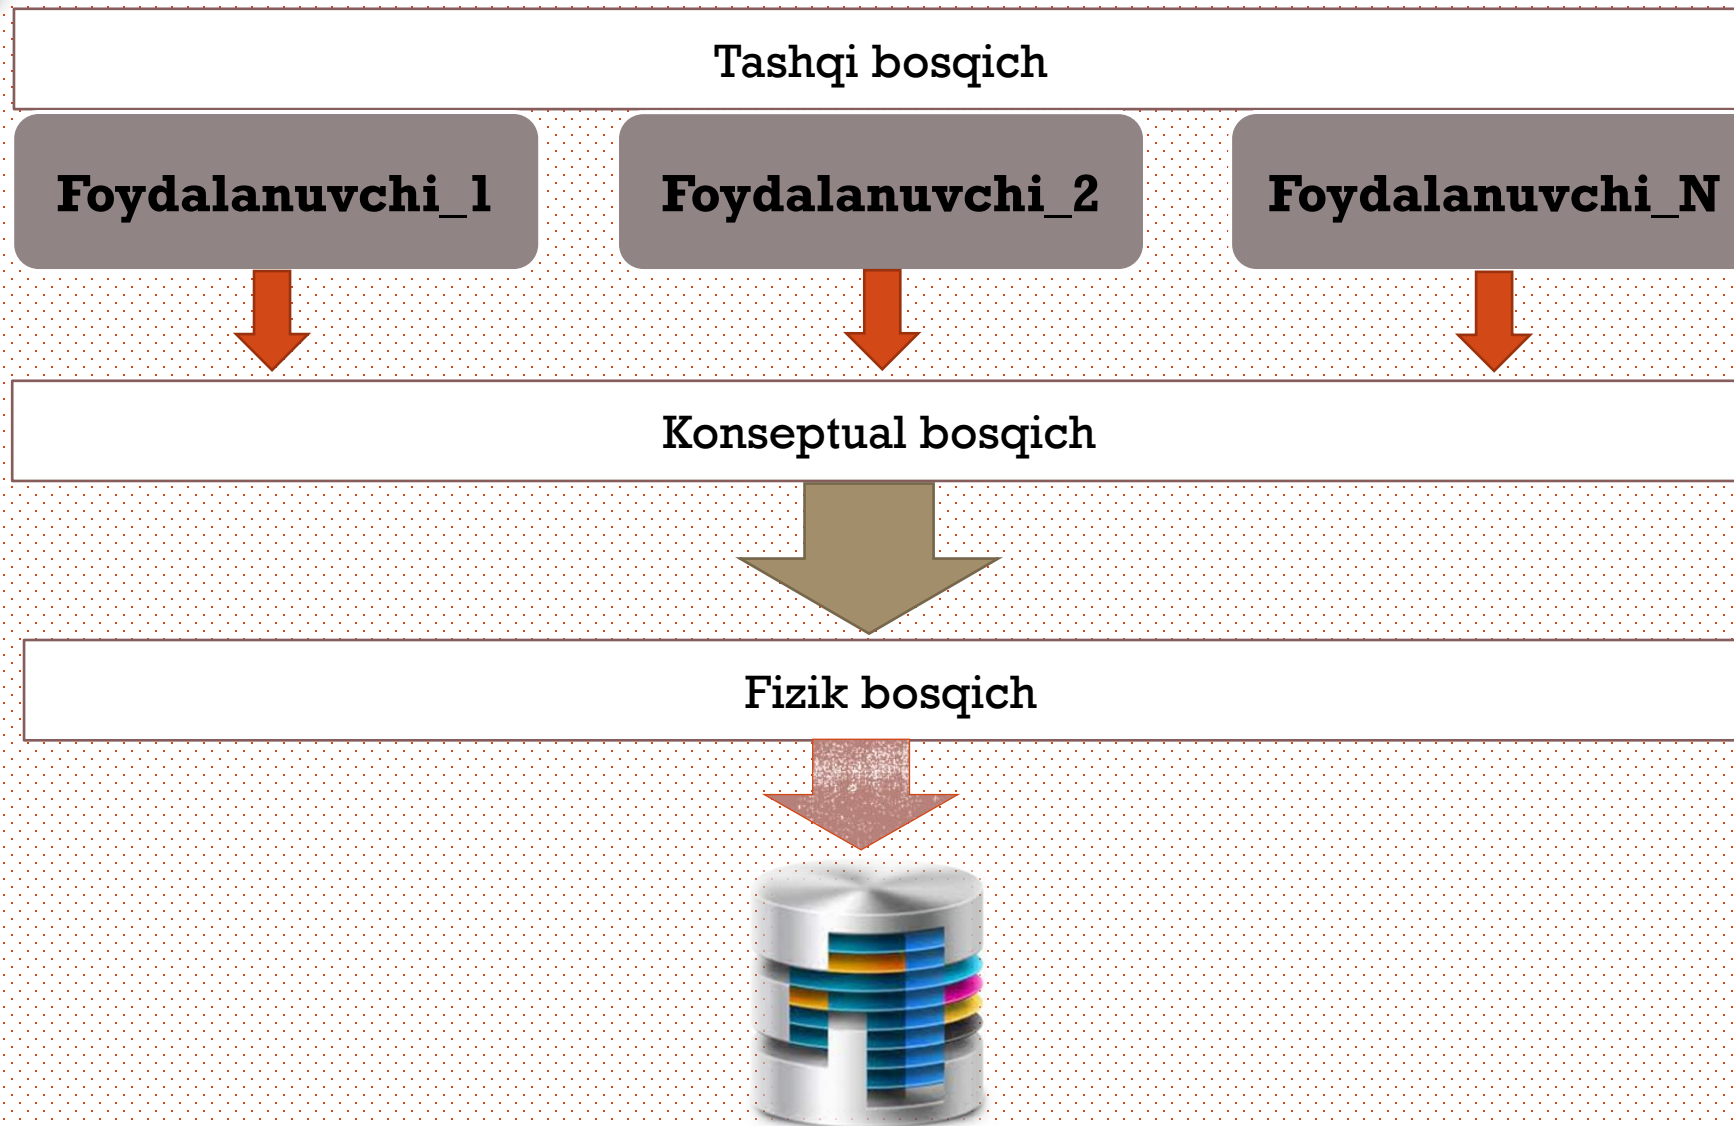 Tashqi bosqich
Foydalanuvchi_1
Foydalanuvchi_2
Foydalanuvchi_N
Konseptual bosqich
Fizik bosqich